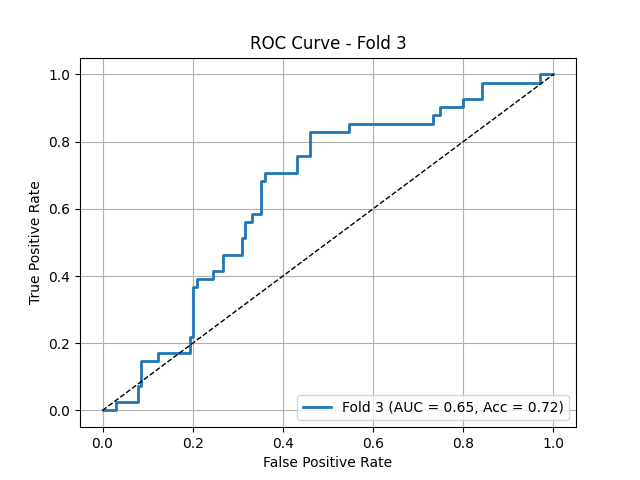 ROC Curve - Fold 3
True Positive Rate
1.0
0.8
0.6
0.4
0.2
0.0
Fold 3 (AUC = 0.65, Acc = 0.72)
0.0 0.2 0.4 0.6 0.8 1.0
False Positive Rate